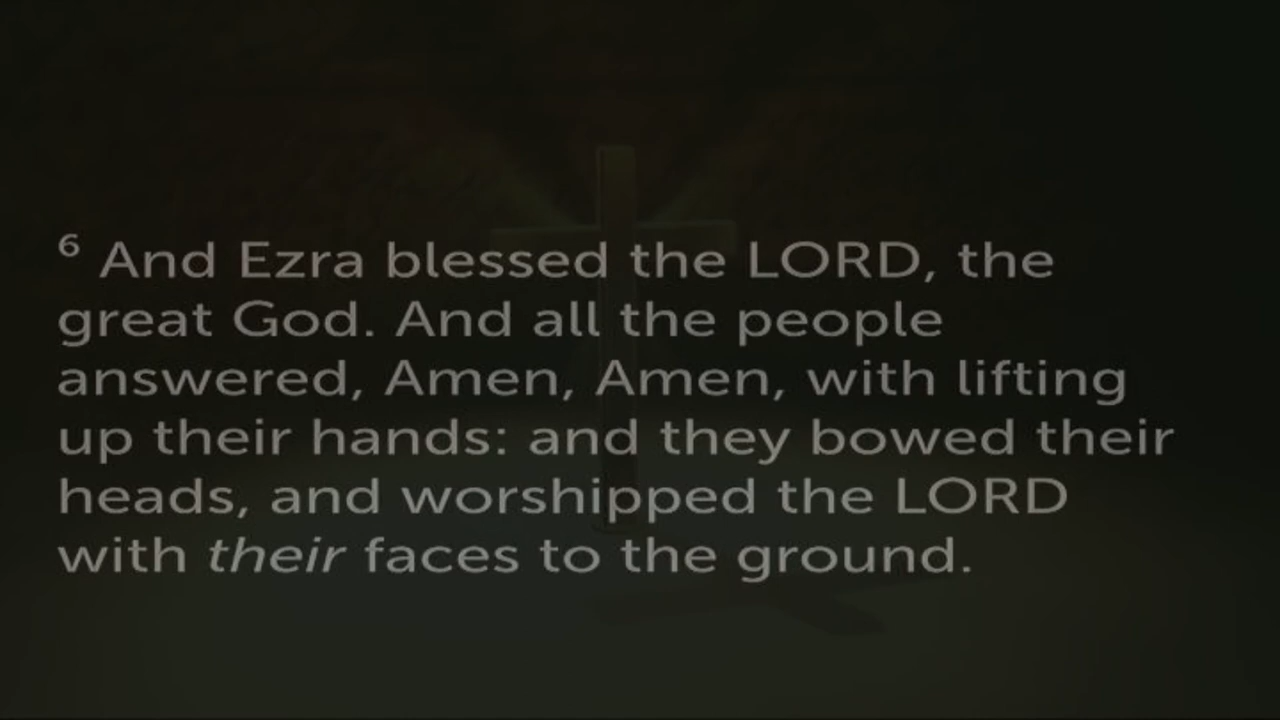 6 And Ezra blessed the LORD, the
great God. And all the people
answered, Amen, Amen, with lifting
up their hands: and they bowed their
heads, and worshipped the LORD
with their faces to the ground.